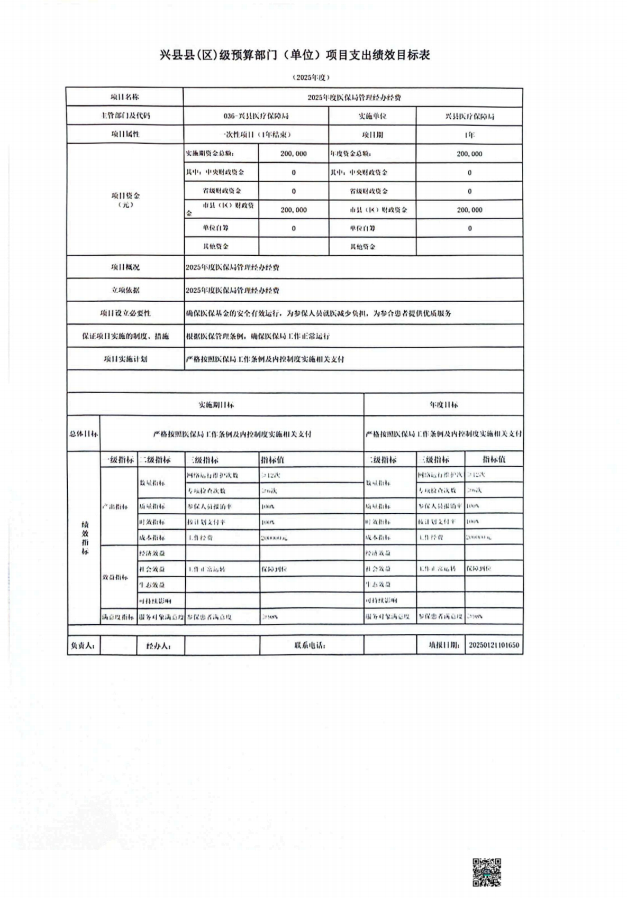 兴县县(区)级预算部门（单位）项目支出绩效目标表
（2025年度）
项目名称 2025年度医保局管理经办经费
主管部门及代码 036-兴县医疗保障局 实施单位 兴县医疗保障局
项目属性 一次性项目（1年结束） 项目期 1年
项目资金（元） 实施期资金总额： 200,000 年度资金总额： 200,000
其中：中央财政资金 0 其中：中央财政资金 0
省级财政资金 0 省级财政资金 0
市县（区）财政资金 200,000 市县（区）财政资金 200,000
单位自筹 0 单位自筹 0
其他资金 其他资金
项目概况 2025年度医保局管理经办经费
立项依据 2025年度医保局管理经办经费
项目设立必要性 确保医保基金的安全有效运行，为参保人员就医减少负担，为参合患者提供优质服务
保证项目实施的制度、措施 根据医保管理条例，确保医保局工作正常运行
项目实施计划 严格按照医保局工作条例及内控制度实施相关支付
实施期目标 年度目标
总体目标 严格按照医保局工作条例及内控制度实施相关支付 严格按照医保局工作条例及内控制度实施相关支付
绩效指标 一级指标 二级指标 三级指标 指标值 二级指标 三级指标 指标值
产出指标 数量指标 网络运行维护次数 ≥12次 数量指标 网络运行维护次 ≥12次
专项检查次数 ≥6次 专项检查次数 ≥6次
质量指标 参保人员报销率 100% 质量指标 参保人员报销率 100%
时效指标 按计划支付率 100% 时效指标 按计划支付率 100%
成本指标 工作经费 200000元 成本指标 工作经费 200000元
效益指标 经济效益 经济效益
社会效益 工作正常运转 保障到位 社会效益 工作正常运转 保障到位
生态效益 生态效益
可持续影响 可持续影响
满意度指标 服务对象满意度 参保患者满意度 ≥98% 服务对象满意度 参保患者满意度 ≥98%
负责人： 经办人： 联系电话： 填报日期： 20250121101650